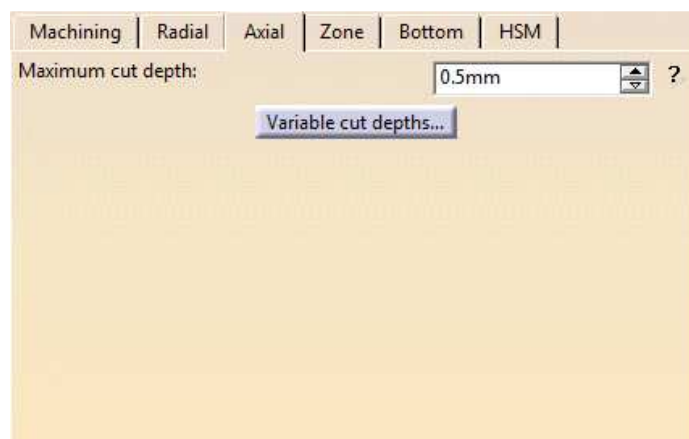 Machining Radial Axial Zone Bottom HSM
Maximum cut depth: 0.5mm ?
Variable cut depths...